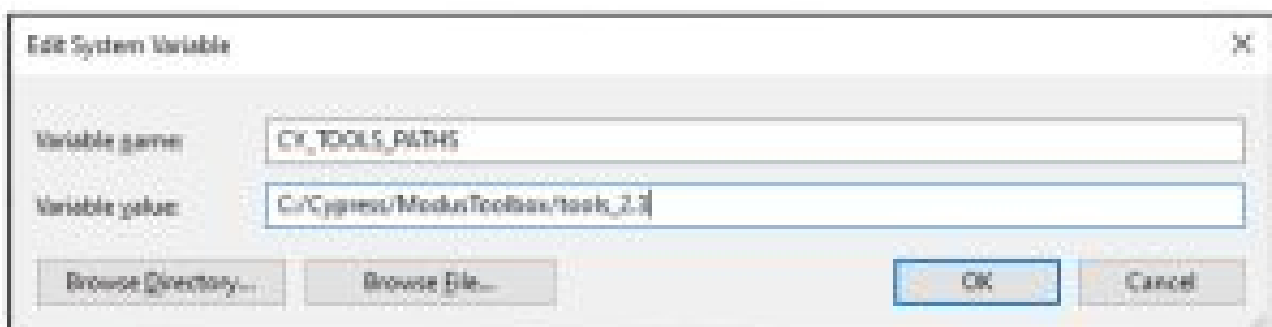 Edit System Variable
Variable name: CY_TOOLS_PATHS
Variable value: C:/Cypress/ModusToolbox/tools_2.3
Browse Directory... Browse File... OK Cancel